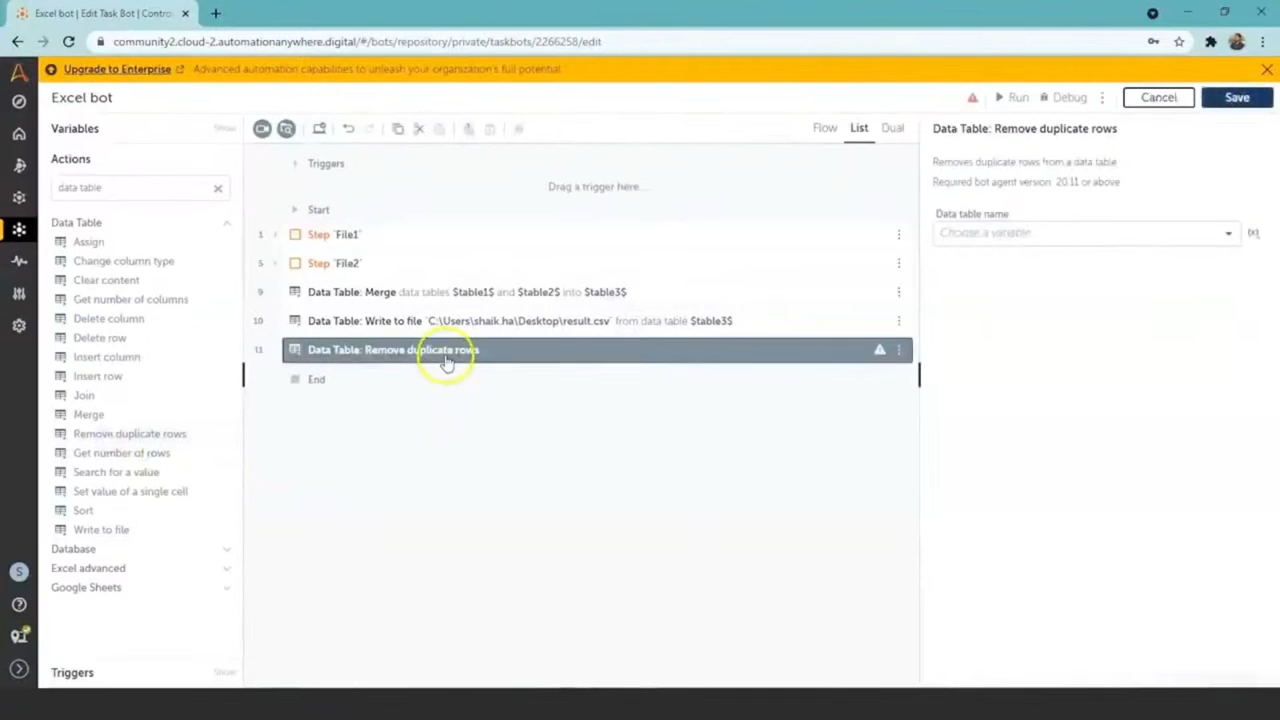 Excel bot | Edit Task Bot | Contro
community2.cloud-2.automationanywhere.digital/#/bots/repository/private/taskbots/2266258/edit
Upgrade to Enterprise Advanced automation capabilities to unleash your organization's full potential
Excel bot
Run
Debug
Cancel
Save
Variables
Show
Actions
data table
Data Table
Assign
Change column type
Clear content
Get number of columns
Delete column
Delete row
Insert column
Insert row
Join
Merge
Remove duplicate rows
Get number of rows
Search for a value
Set value of a single cell
Sort
Write to file
Database
Excel advanced
Google Sheets
Triggers
Show
S
Flow
List
Dual
Triggers
Drag a trigger here...
Start
1 Step `File1`
5 Step `File2`
9 Data Table: Merge data tables $table1$ and $table2$ into $table3$
10 Data Table: Write to file `C:\Users\shaik.ha\Desktop\result.csv` from data table $table3$
11 Data Table: Remove duplicate rows
End
Data Table: Remove duplicate rows
Removes duplicate rows from a data table
Required bot agent version: 20.11 or above
Data table name
Choose a variable
(x)